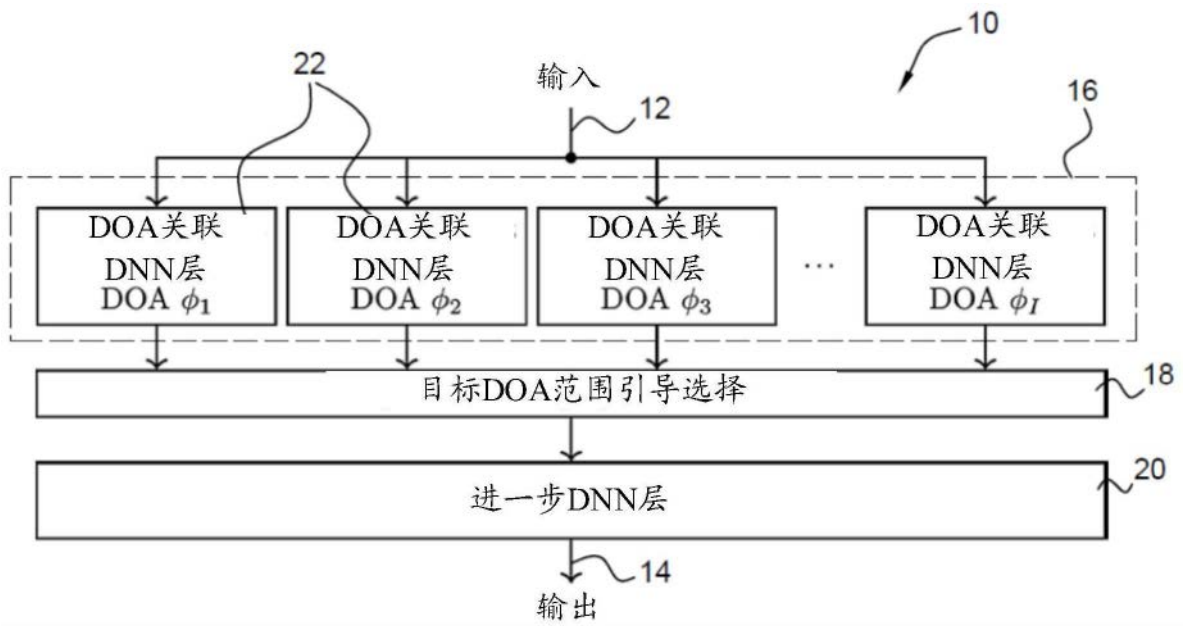 10
22
输入
12
16
DOA关联
DNN层
DOA ϕ₁
DOA关联
DNN层
DOA ϕ₂
DOA关联
DNN层
DOA ϕ₃
...
DOA关联
DNN层
DOA ϕ_I
目标DOA范围引导选择
18
进一步DNN层
20
14
输出